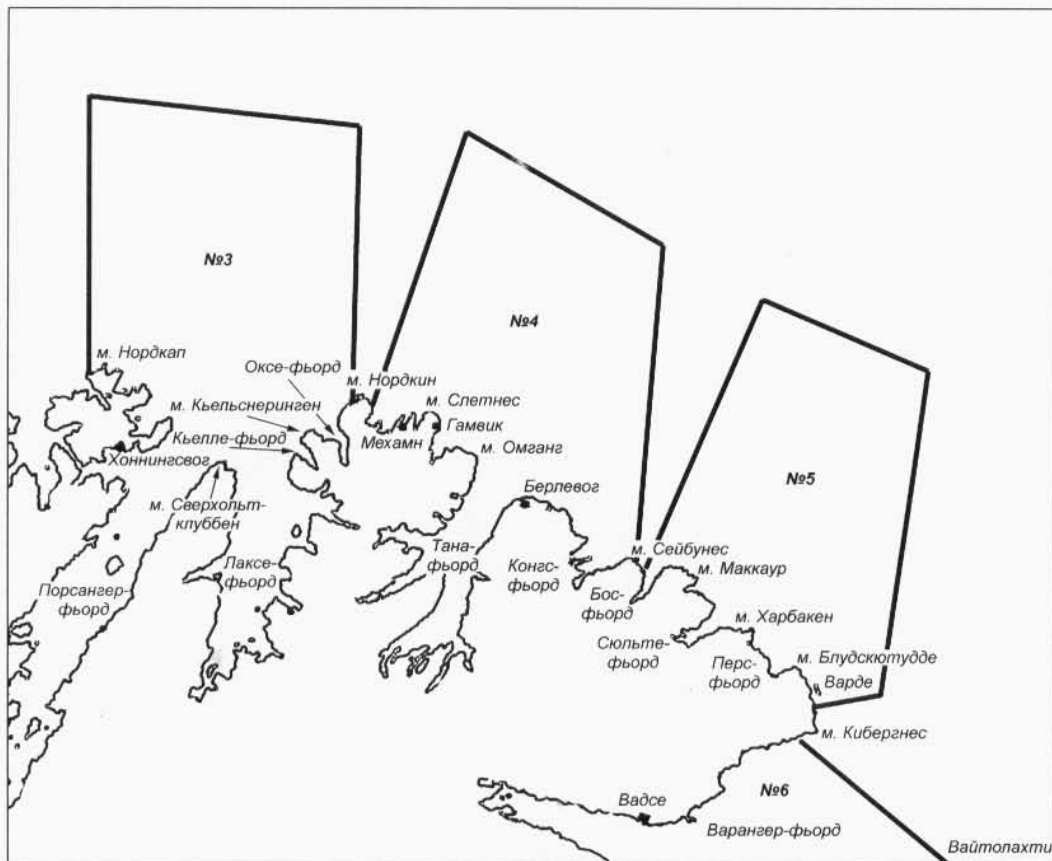 №3
№4
№5
м. Нордкап
Оксе-фьорд
м. Нордкин
м. Кьельснеринген
м. Слетнес
Гамвик
Мехамн
Кьелле-фьорд
м. Омганг
Хоннингсвог
м. Сверхольт-
клуббен
Берлевог
Тана-
фьорд
Конгс-
фьорд
м. Сейбунес
м. Маккаур
Лаксе-
фьорд
Порсангер-
фьорд
Бос-
фьорд
м. Харбакен
Сюльте-
фьорд
Перс-
фьорд
м. Блудскютудде
Варде
м. Кибергнес
№6
Вадсе
Варангер-фьорд
Вайтолахти